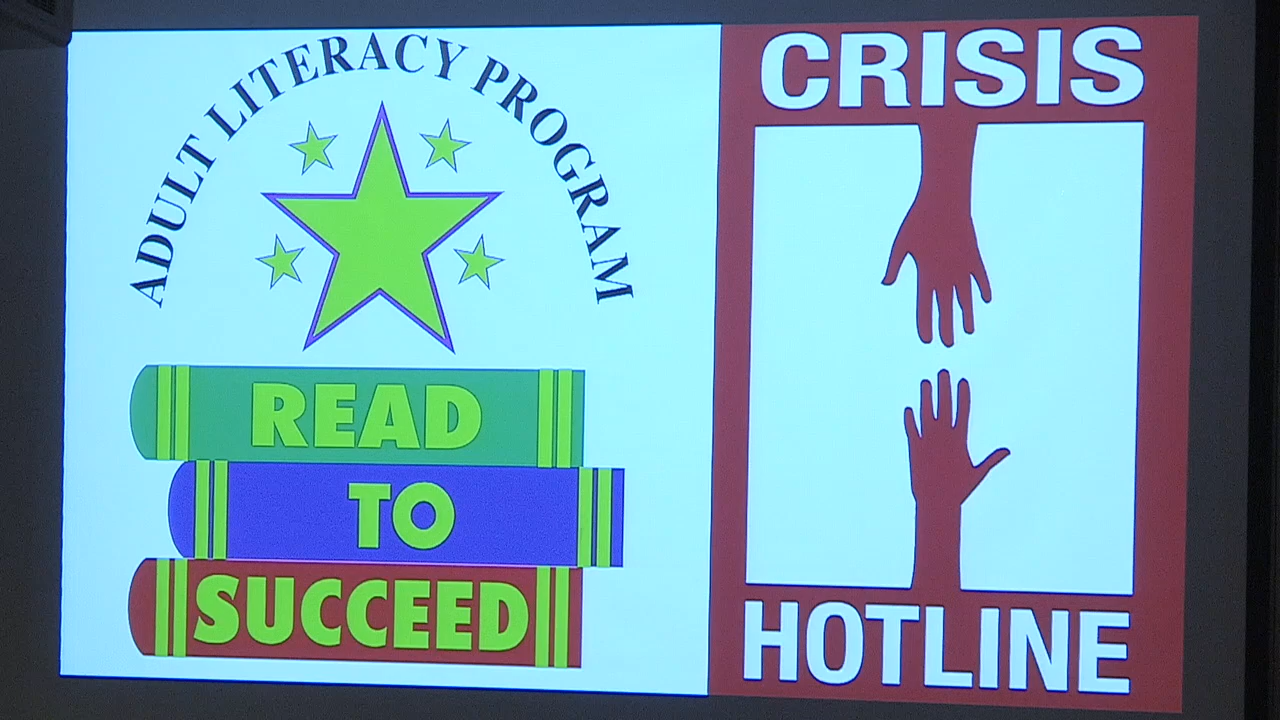 ADULT LITERACY PROGRAM
READ
TO
SUCCEED
CRISIS
HOTLINE